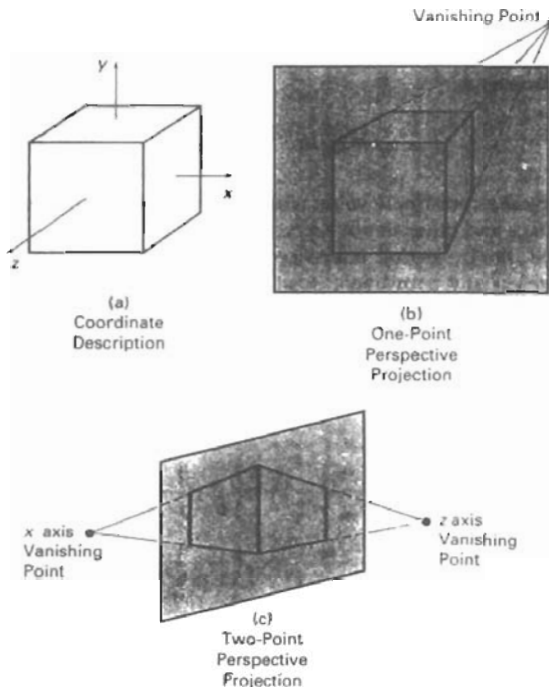 Vanishing Point
y
x
z
(a)
Coordinate
Description
(b)
One-Point
Perspective
Projection
x axis
Vanishing
Point
z axis
Vanishing
Point
(c)
Two-Point
Perspective
Projection